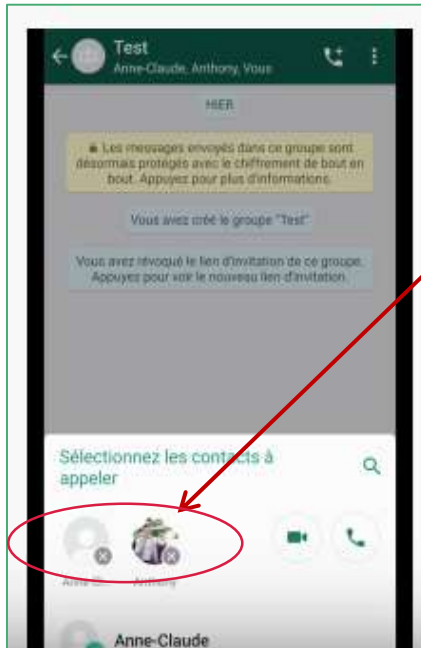 Test
Anne-Claude, Anthony, Vous
HIER
Les messages envoyés dans ce groupe sont
désormais protégés avec le chiffrement de bout en
bout. Appuyez pour plus d'informations.
Vous avez créé le groupe "Test"
Vous avez révoqué le lien d'invitation de ce groupe.
Appuyez pour voir le nouveau lien d'invitation.
Sélectionnez les contacts à
appeler
Anne-Cl...
Anthony
Anne-Claude